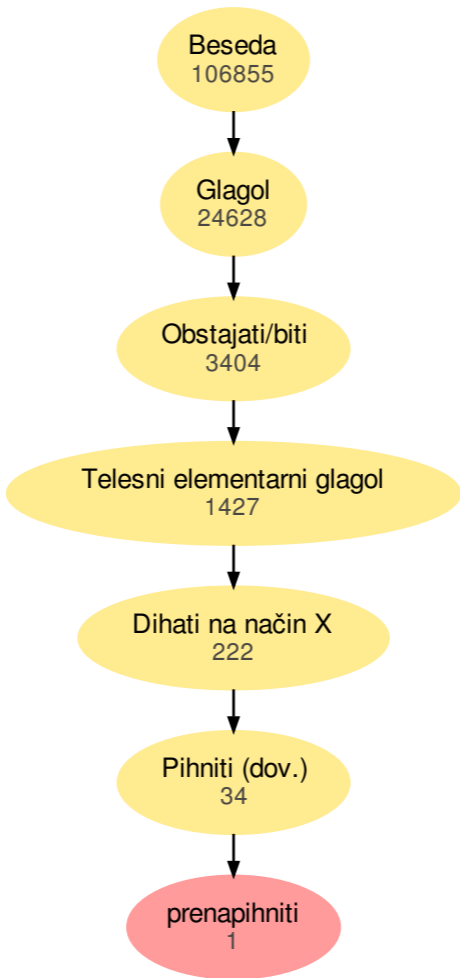 Beseda
106855
Glagol
24628
Obstajati/biti
3404
Telesni elementarni glagol
1427
Dihati na način X
222
Pihniti (dov.)
34
prenapihniti
1